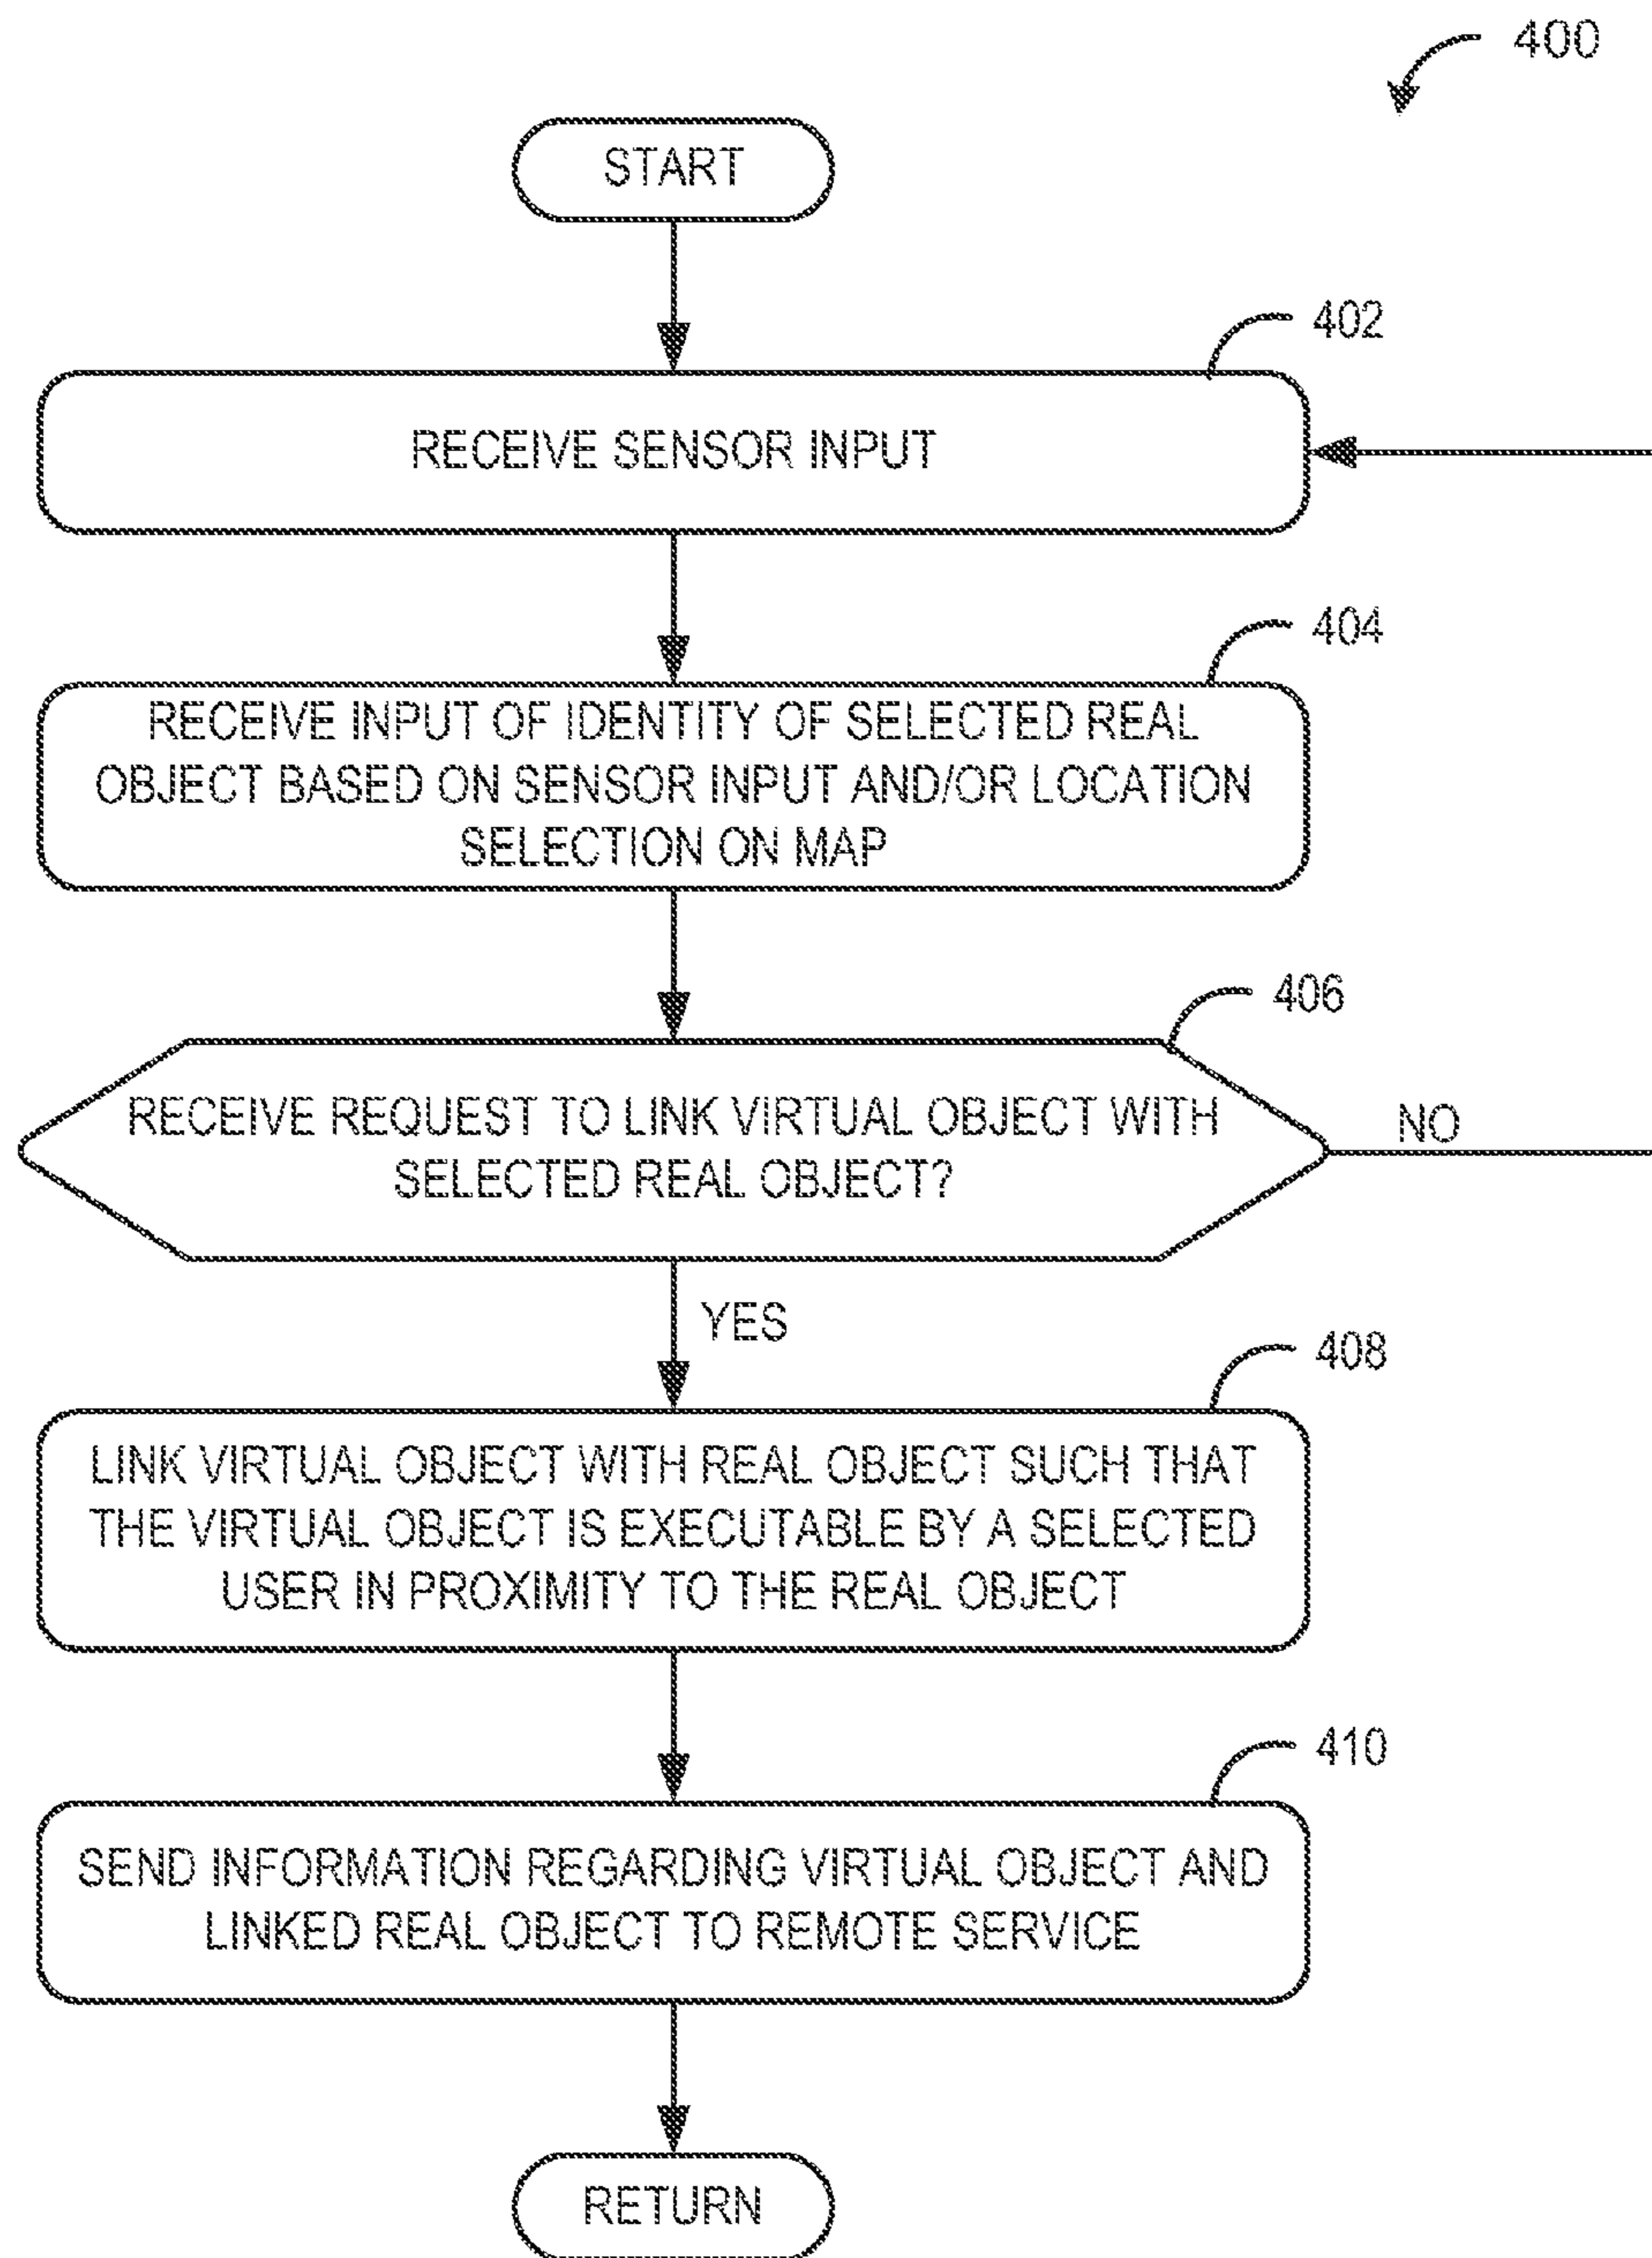 400
START
402
RECEIVE SENSOR INPUT
404
RECEIVE INPUT OF IDENTITY OF SELECTED REAL
OBJECT BASED ON SENSOR INPUT AND/OR LOCATION
SELECTION ON MAP
406
RECEIVE REQUEST TO LINK VIRTUAL OBJECT WITH
SELECTED REAL OBJECT?
NO
YES
408
LINK VIRTUAL OBJECT WITH REAL OBJECT SUCH THAT
THE VIRTUAL OBJECT IS EXECUTABLE BY A SELECTED
USER IN PROXIMITY TO THE REAL OBJECT
410
SEND INFORMATION REGARDING VIRTUAL OBJECT AND
LINKED REAL OBJECT TO REMOTE SERVICE
RETURN